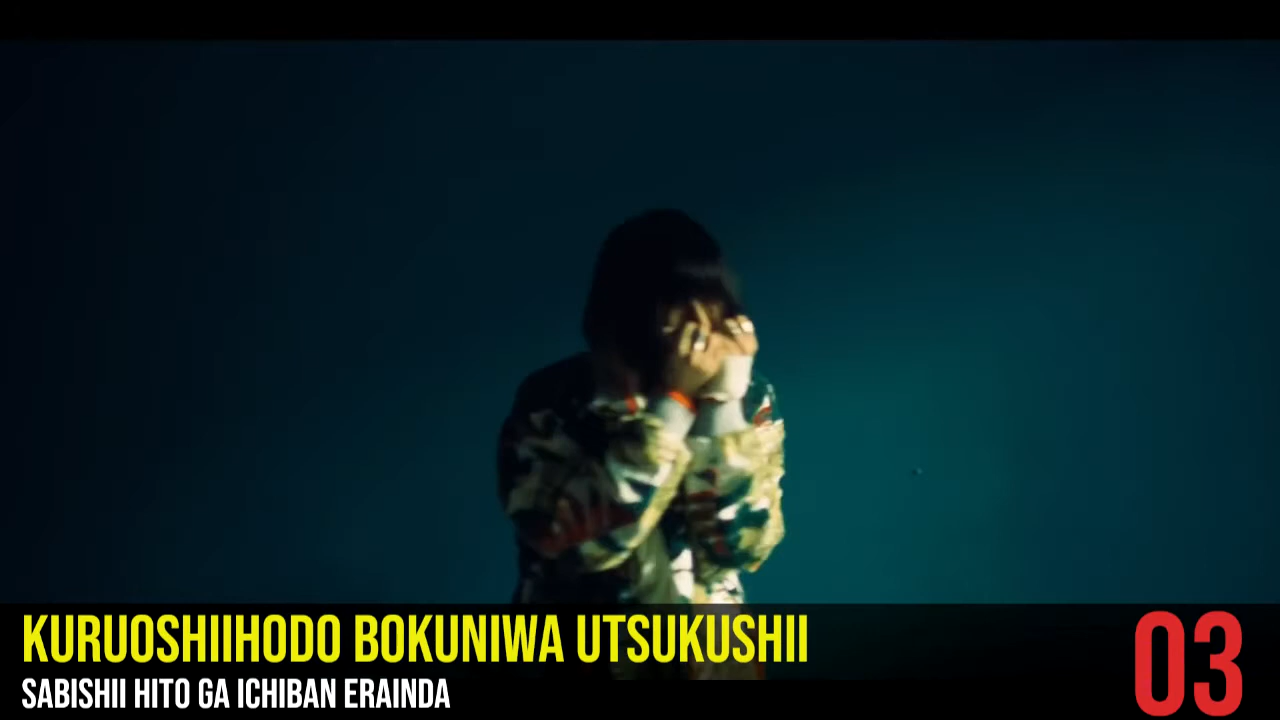 KURUOSHIIHODO BOKUNIWA UTSUKUSHII
SABISHII HITO GA ICHIBAN ERAINDA
03